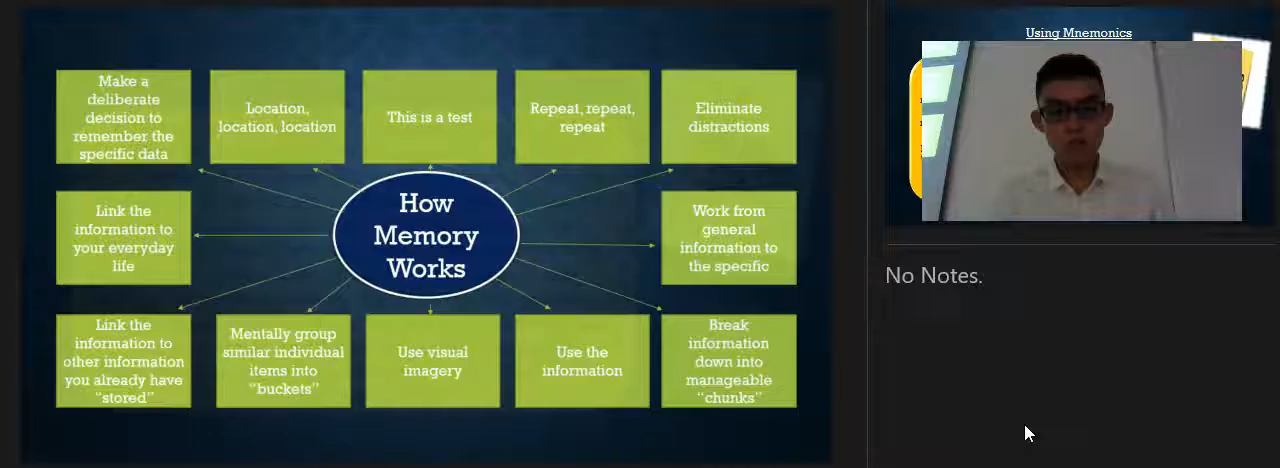 Make a
deliberate
decision to
remember the
specific data
Location,
location, location
This is a test
Repeat, repeat,
repeat
Eliminate
distractions
Link the
information to
your everyday
life
How
Memory
Works
Work from
general
information to
the specific
Link the
information to
other information
you already have
“stored”
Mentally group
similar individual
items into
“buckets”
Use visual
imagery
Use the
information
Break
information
down into
manageable
“chunks”
Using Mnemonics
No Notes.